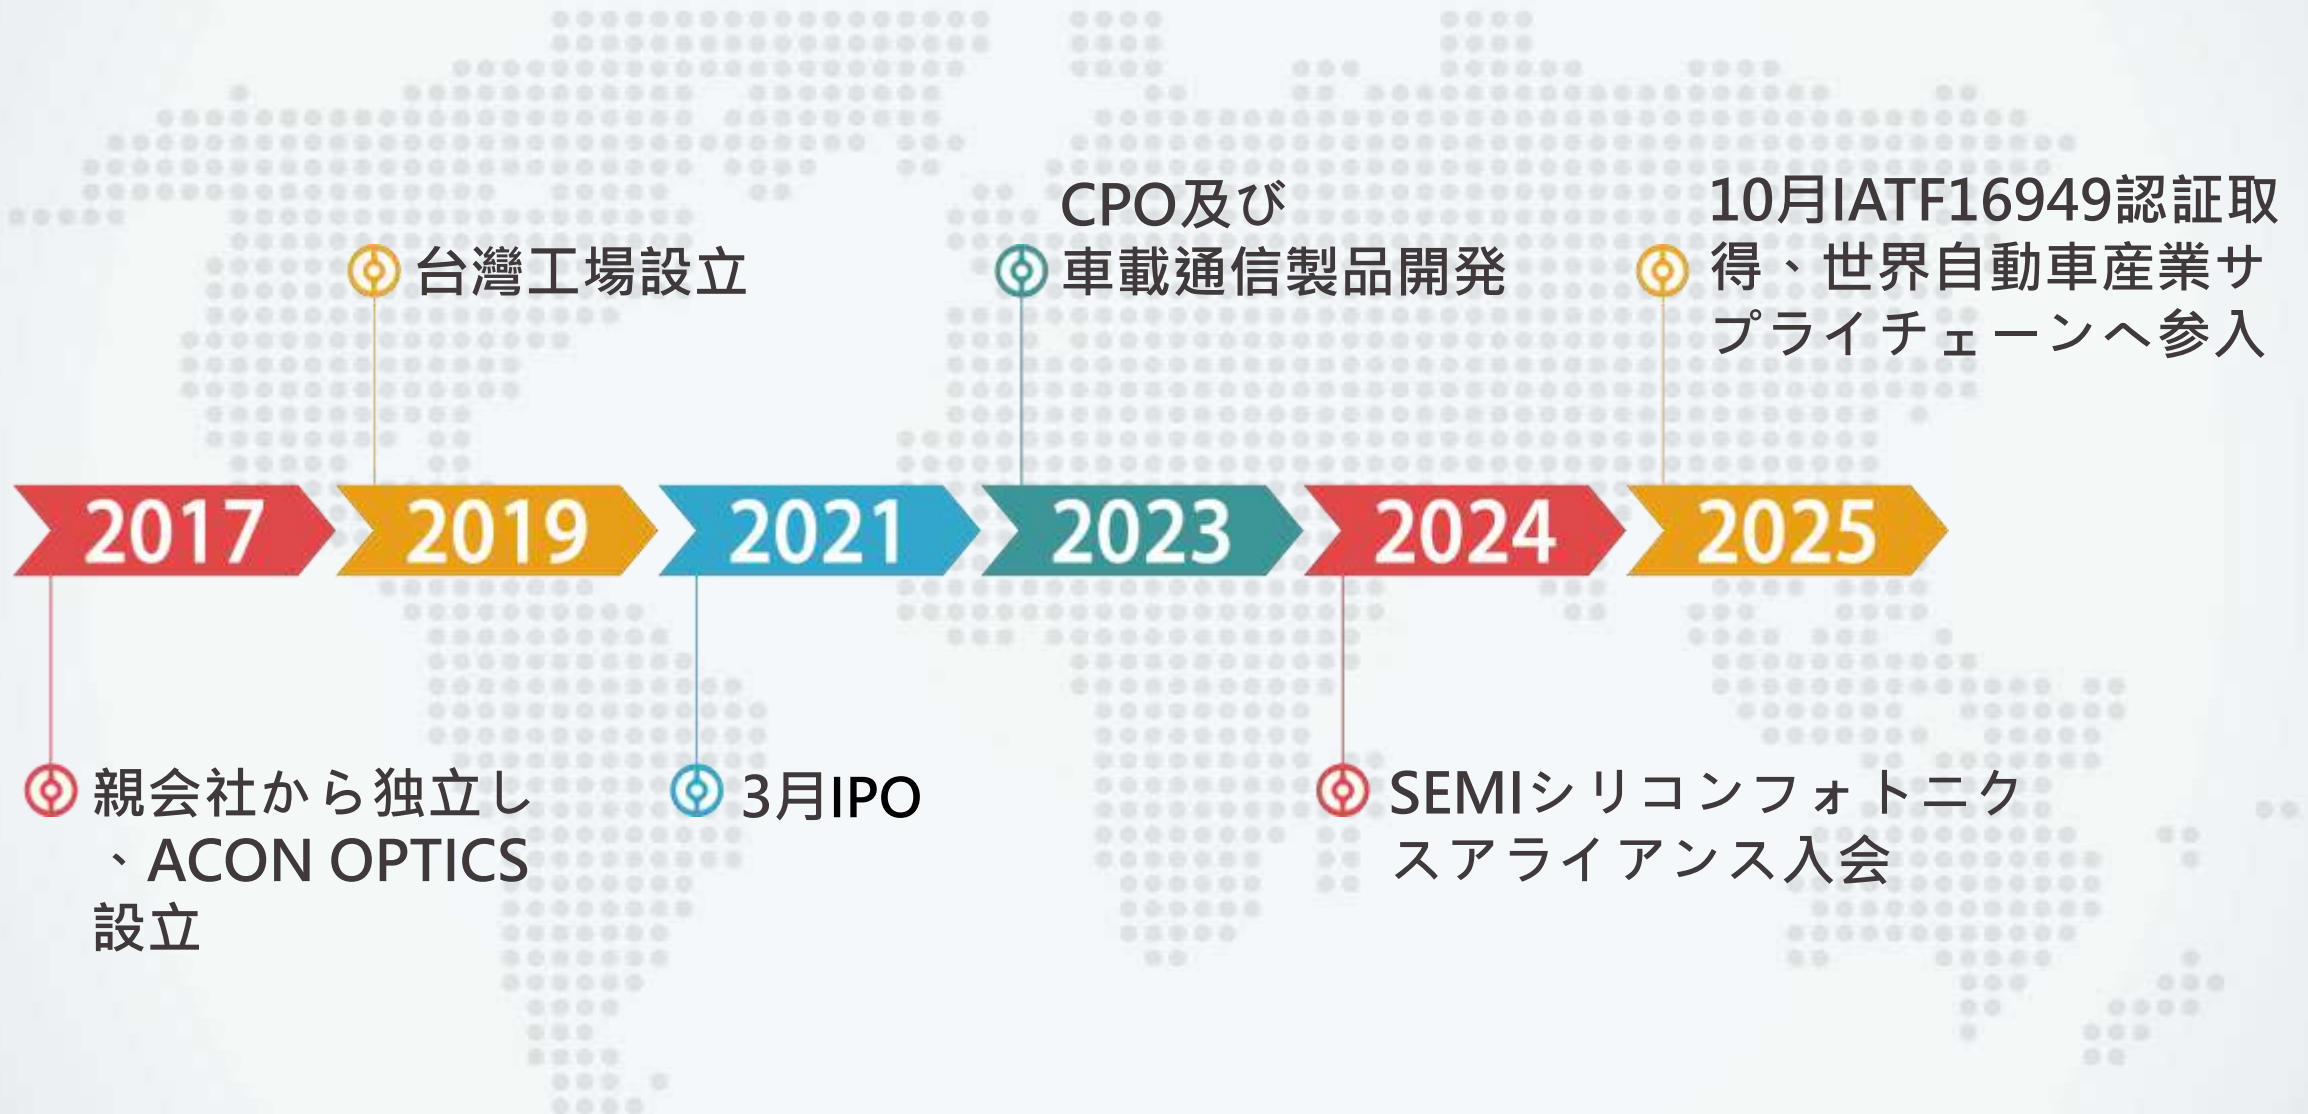 CPO及び
車載通信製品開発
10月IATF16949認証取
得、世界自動車産業サ
プライチェーンへ参入
台灣工場設立
2017
2019
2021
2023
2024
2025
親会社から独立し
、ACON OPTICS
設立
3月IPO
SEMIシリコンフォトニク
スアライアンス入会